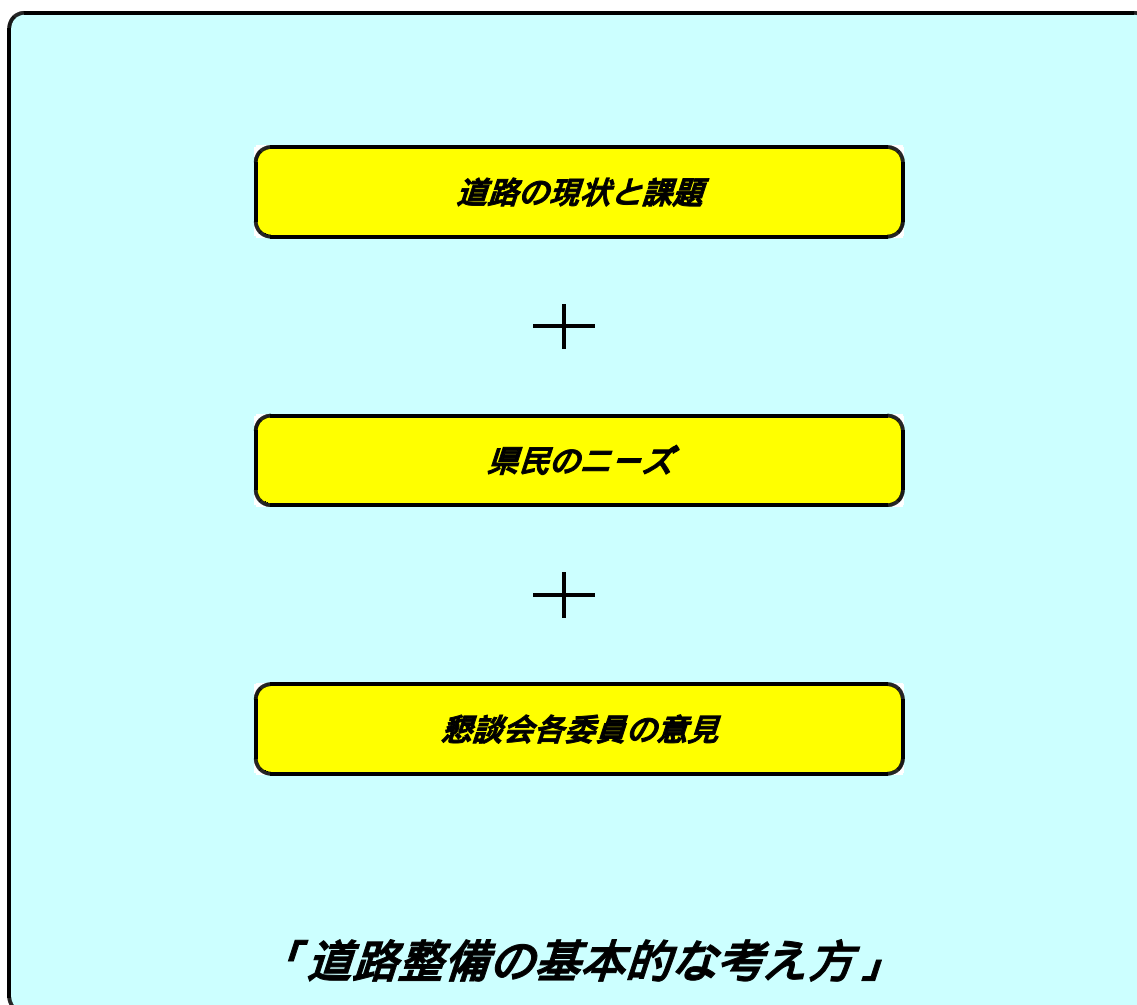 道路の現状と課題
＋
県民のニーズ
＋
懇談会各委員の意見
「道路整備の基本的な考え方」